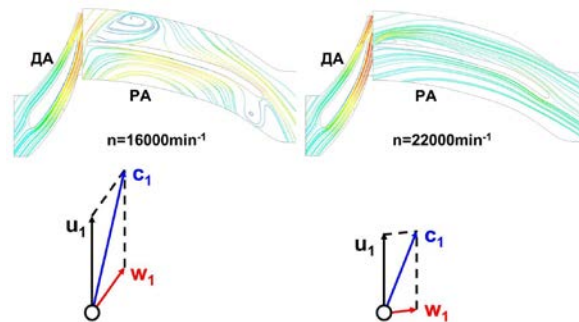 ДА
РА
n=16000min⁻¹
ДА
РА
n=22000min⁻¹
c₁
u₁
w₁
c₁
u₁
w₁